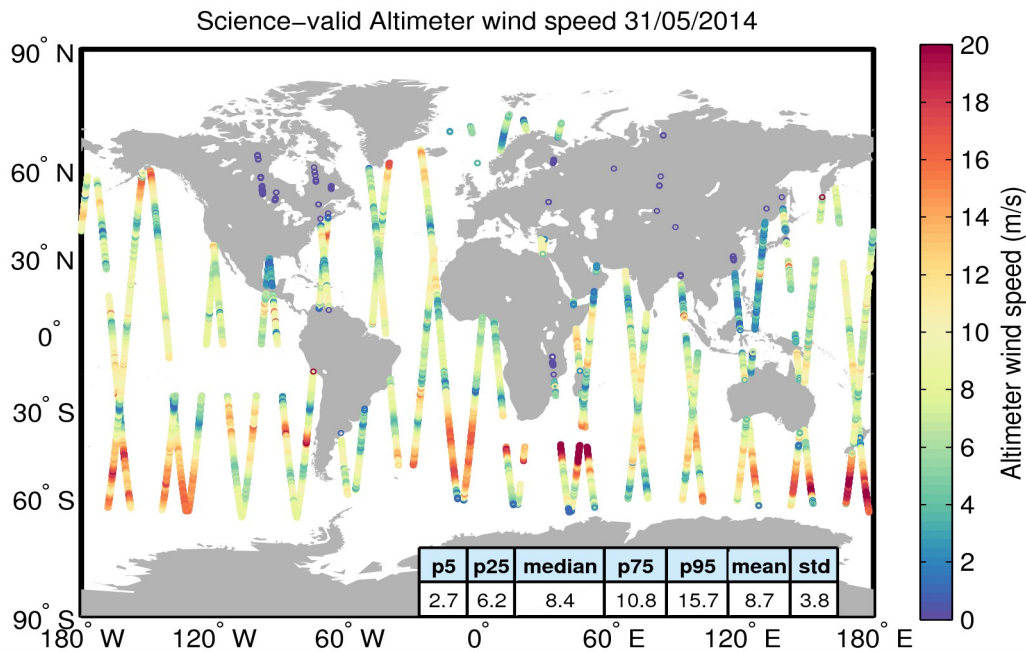 Science−valid Altimeter wind speed 31/05/2014
90° N
60° N
30° N
0°
30° S
60° S
90° S
180° W
120° W
60° W
0°
60° E
120° E
180° E
p5 p25 median p75 p95 mean std
2.7 6.2 8.4 10.8 15.7 8.7 3.8
20
18
16
14
12
10
8
6
4
2
0
Altimeter wind speed (m/s)